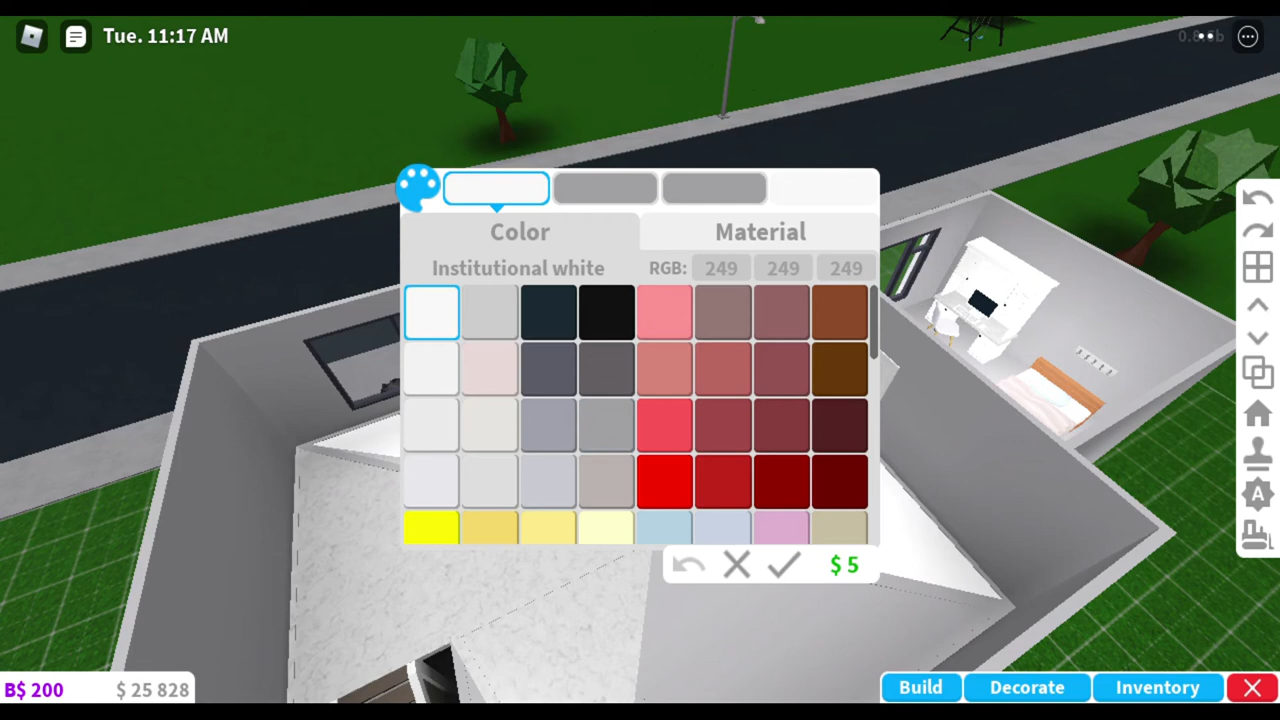 Tue. 11:17 AM
Color
Material
Institutional white
RGB: 249 249 249
$ 5
A
B$ 200
$ 25 828
Build
Decorate
Inventory